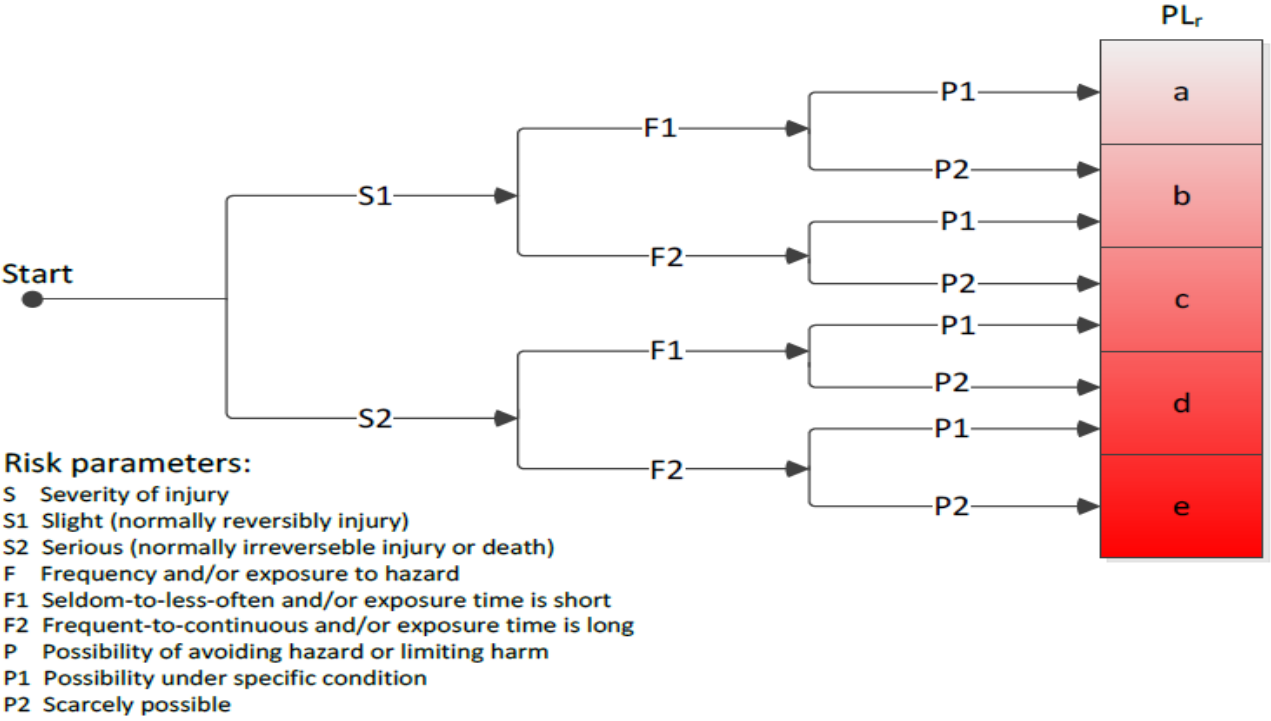 PLr
P1
a
F1
P2
S1
b
P1
F2
Start
P2
c
P1
F1
P2
d
S2
P1
Risk parameters:
F2
S Severity of injury
P2
e
S1 Slight (normally reversibly injury)
S2 Serious (normally irreverseble injury or death)
F Frequency and/or exposure to hazard
F1 Seldom-to-less-often and/or exposure time is short
F2 Frequent-to-continuous and/or exposure time is long
P Possibility of avoiding hazard or limiting harm
P1 Possibility under specific condition
P2 Scarcely possible